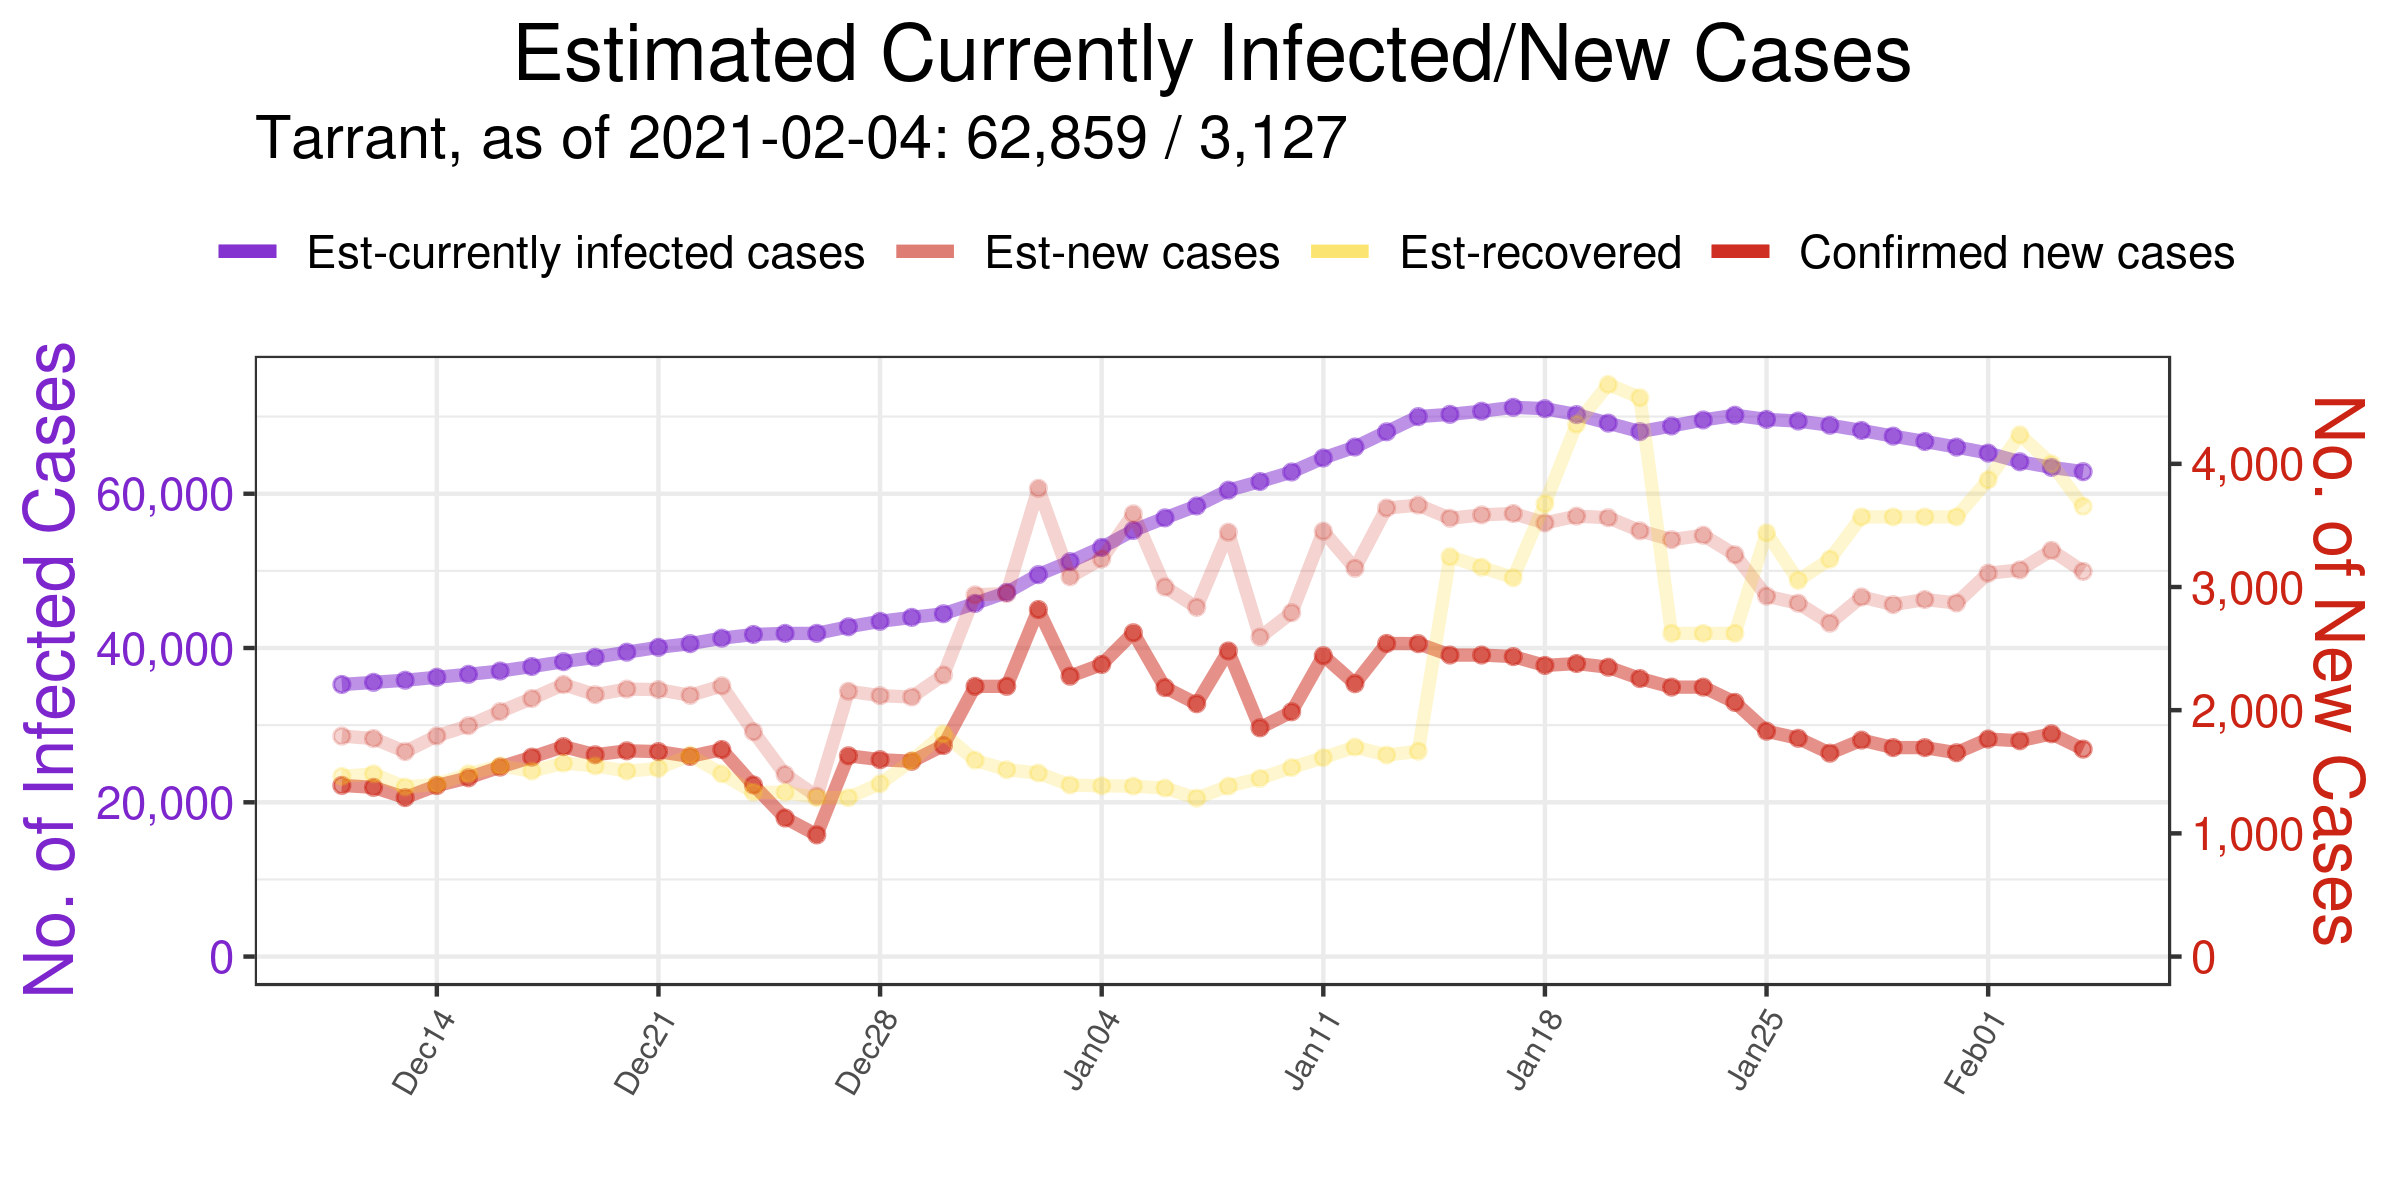 Estimated Currently Infected/New Cases
Tarrant, as of 2021-02-04: 62,859 / 3,127
Est-currently infected cases Est-new cases Est-recovered Confirmed new cases
No. of Infected Cases
60,000
40,000
20,000
0
4,000
3,000
2,000
1,000
0
No. of New Cases
Dec14 Dec21 Dec28 Jan04 Jan11 Jan18 Jan25 Feb01